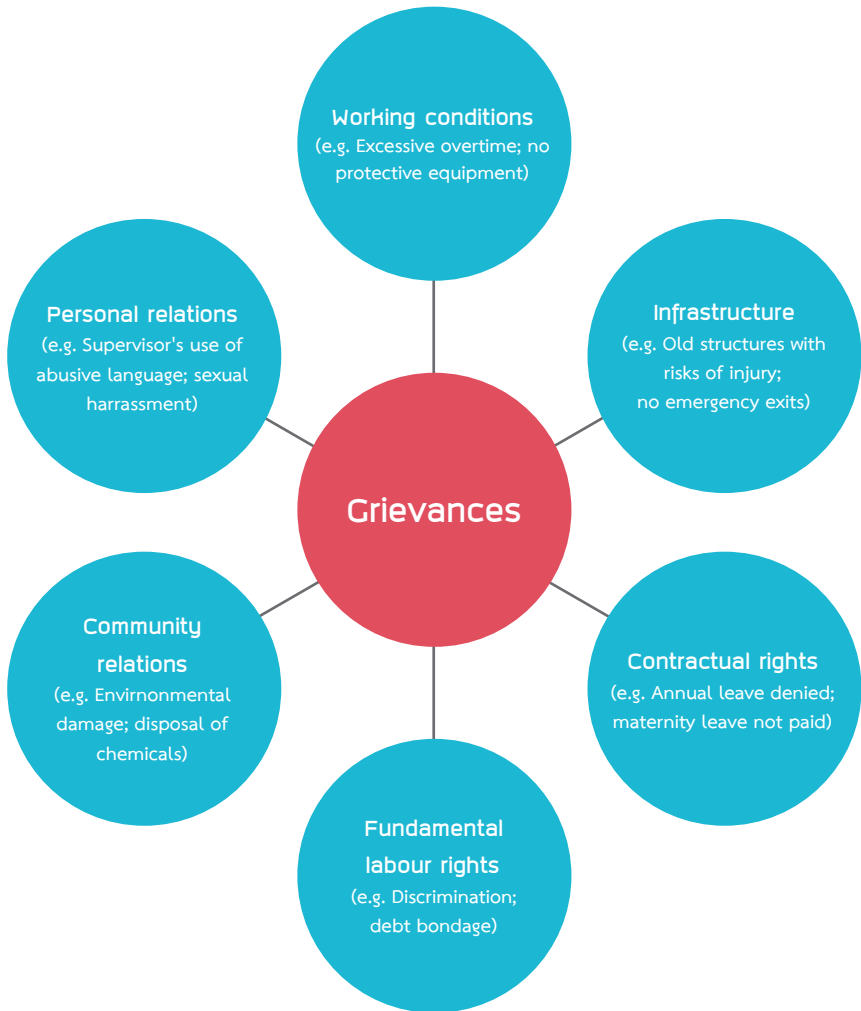 Working conditions
(e.g. Excessive overtime; no
protective equipment)
Personal relations
(e.g. Supervisor's use of
abusive language; sexual
harrassment)
Infrastructure
(e.g. Old structures with
risks of injury;
no emergency exits)
Grievances
Community
relations
(e.g. Envirnonmental
damage; disposal of
chemicals)
Contractual rights
(e.g. Annual leave denied;
maternity leave not paid)
Fundamental
labour rights
(e.g. Discrimination;
debt bondage)